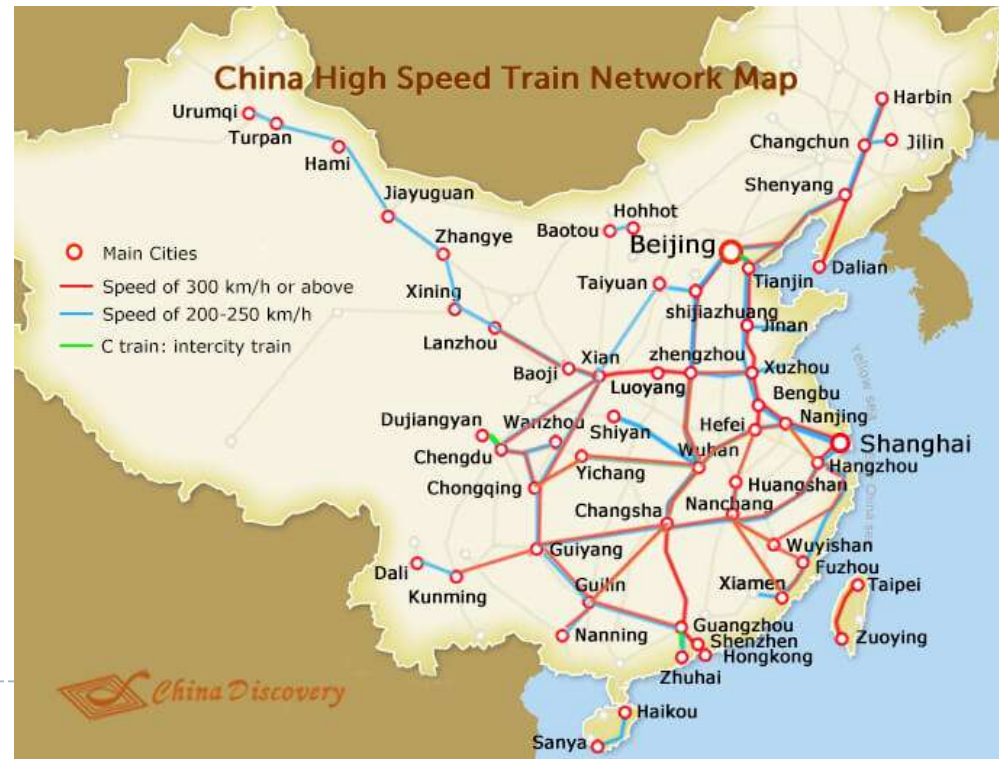 China High Speed Train Network Map
Urumqi
Turpan
Hami
Harbin
Changchun
Jilin
Shenyang
Jiayuguan
Hohhot
Baotou
Beijing
Zhangye
Dalian
Tianjin
Main Cities
Speed of 300 km/h or above
Speed of 200-250 km/h
C train: intercity train
Taiyuan
shijiazhuang
Xining
Jinan
Lanzhou
Xian
zhengzhou
Baoji
Luoyang
Xuzhou
Yellow sea
Bengbu
Dujiangyan
Wanzhou
Shiyan
Hefei
Nanjing
Shanghai
Chengdu
Wuhan
Hangzhou
Yichang
Chongqing
Huangshan
Changsha
Nanchang
Guiyang
Wuyishan
Fuzhou
Dali
Kunming
Guilin
Xiamen
Taipei
Nanning
Guangzhou
Shenzhen
Hongkong
Zuoying
Zhuhai
China Discovery
Haikou
Sanya